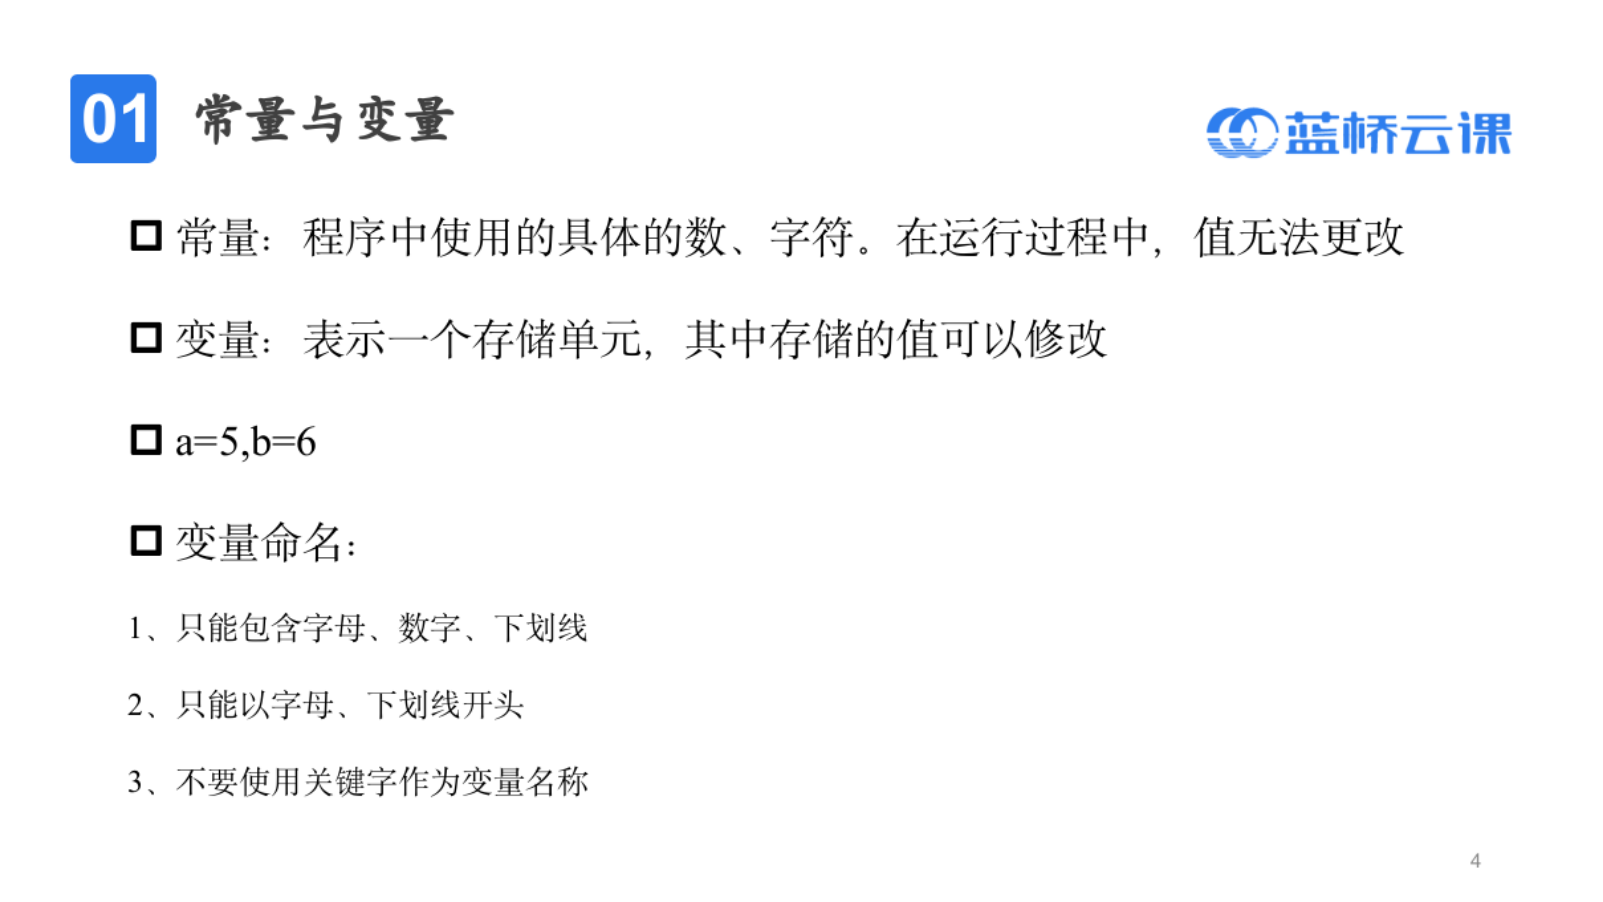 01 常量与变量
蓝桥云课
常量：程序中使用的具体的数、字符。在运行过程中，值无法更改
变量：表示一个存储单元，其中存储的值可以修改
a=5,b=6
变量命名：
1、只能包含字母、数字、下划线
2、只能以字母、下划线开头
3、不要使用关键字作为变量名称
4